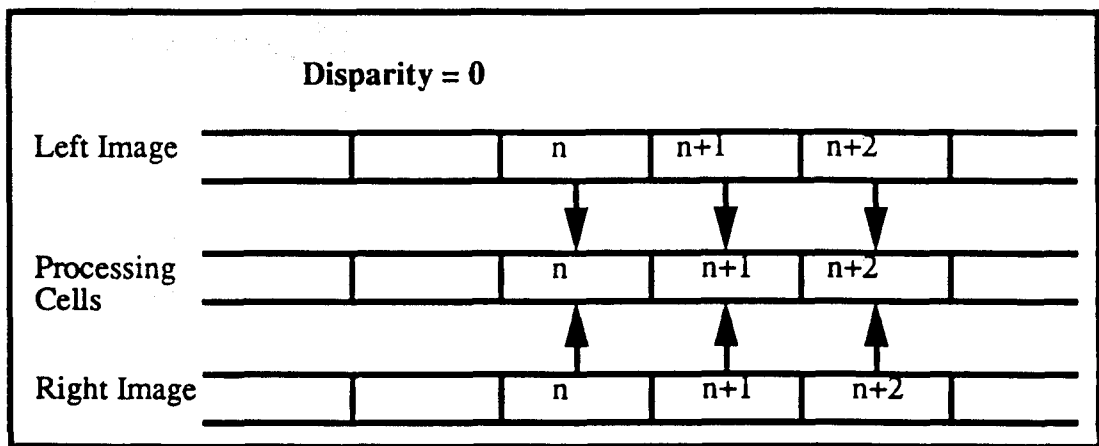 Disparity = 0
Left Image n n+1 n+2
Processing
Cells n n+1 n+2
Right Image n n+1 n+2